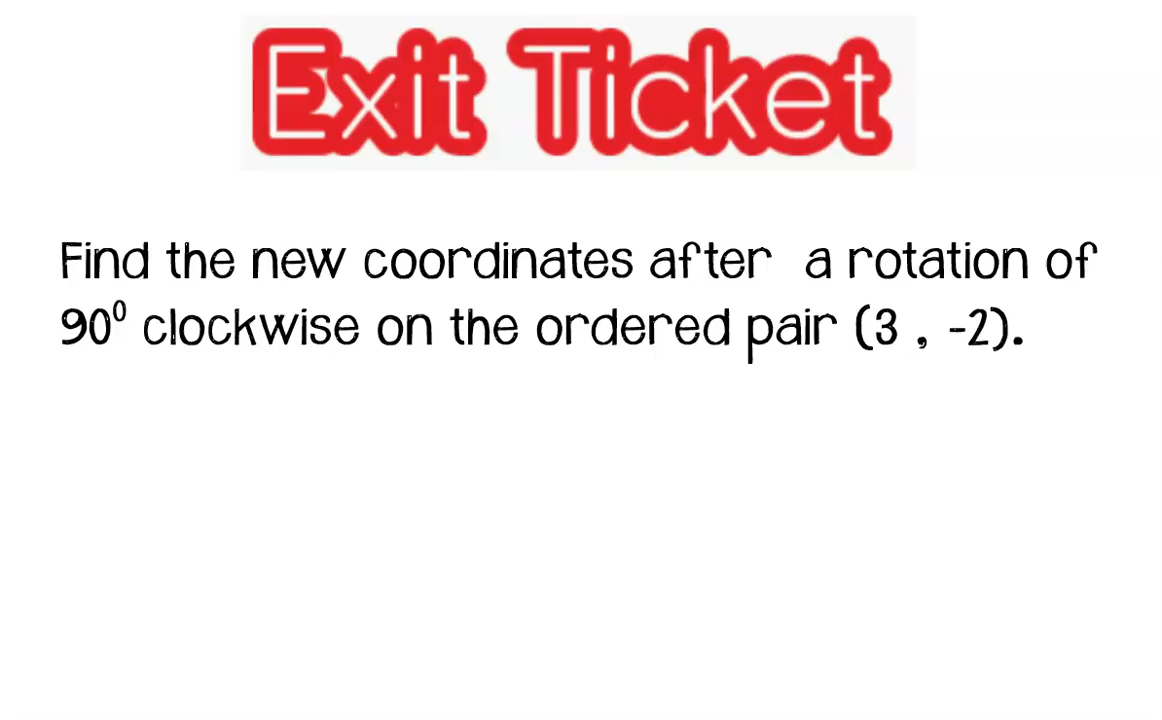 Exit Ticket
Find the new coordinates after a rotation of
90⁰ clockwise on the ordered pair (3 , -2).